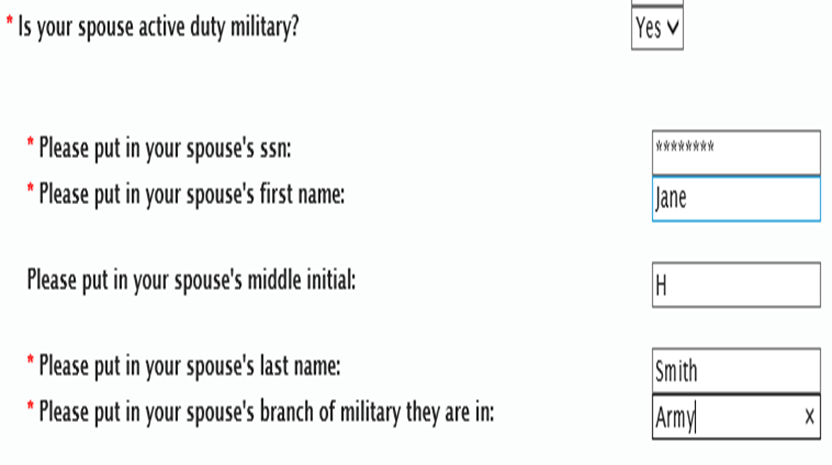 * Is your spouse active duty military? Yes
* Please put in your spouse's ssn: ********
* Please put in your spouse's first name: Jane
Please put in your spouse's middle initial: H
* Please put in your spouse's last name: Smith
* Please put in your spouse's branch of military they are in: Army X